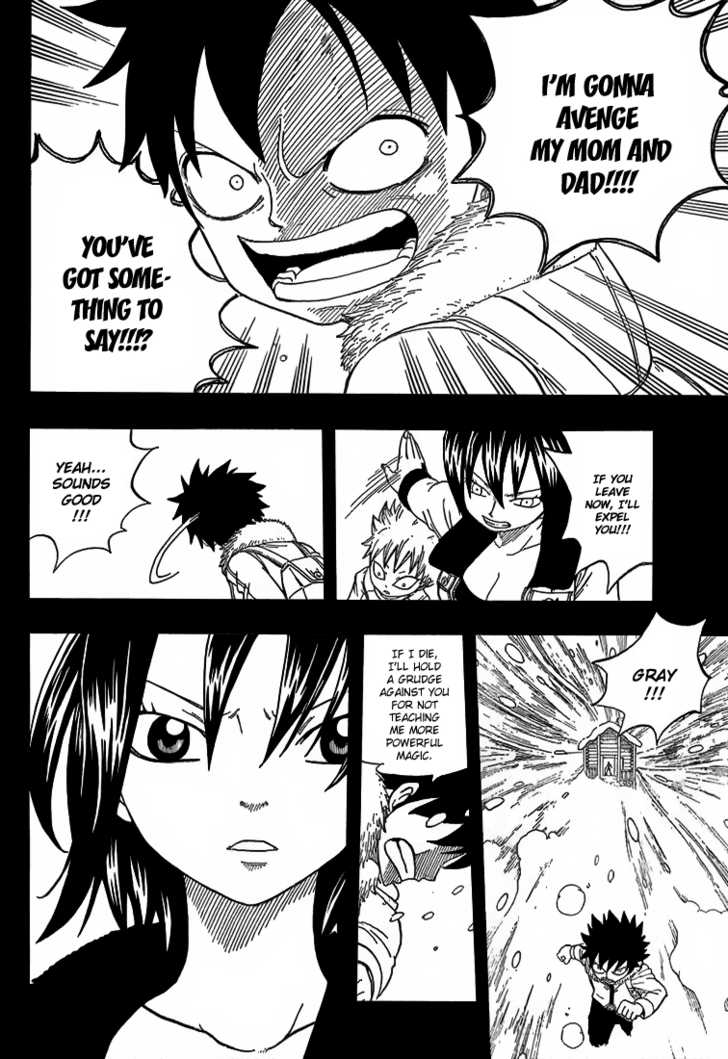 I'M GONNA
AVENGE
MY MOM AND
DAD!!!!
YOU'VE
GOT SOME-
THING TO
SAY!!!?
IF YOU
LEAVE
NOW, I'LL
EXPEL
YOU!!!
YEAH...
SOUNDS
GOOD
!!!
GRAY
!!!
IF I DIE,
I'LL HOLD
A GRUDGE
AGAINST YOU
FOR NOT
TEACHING
ME MORE
POWERFUL
MAGIC.